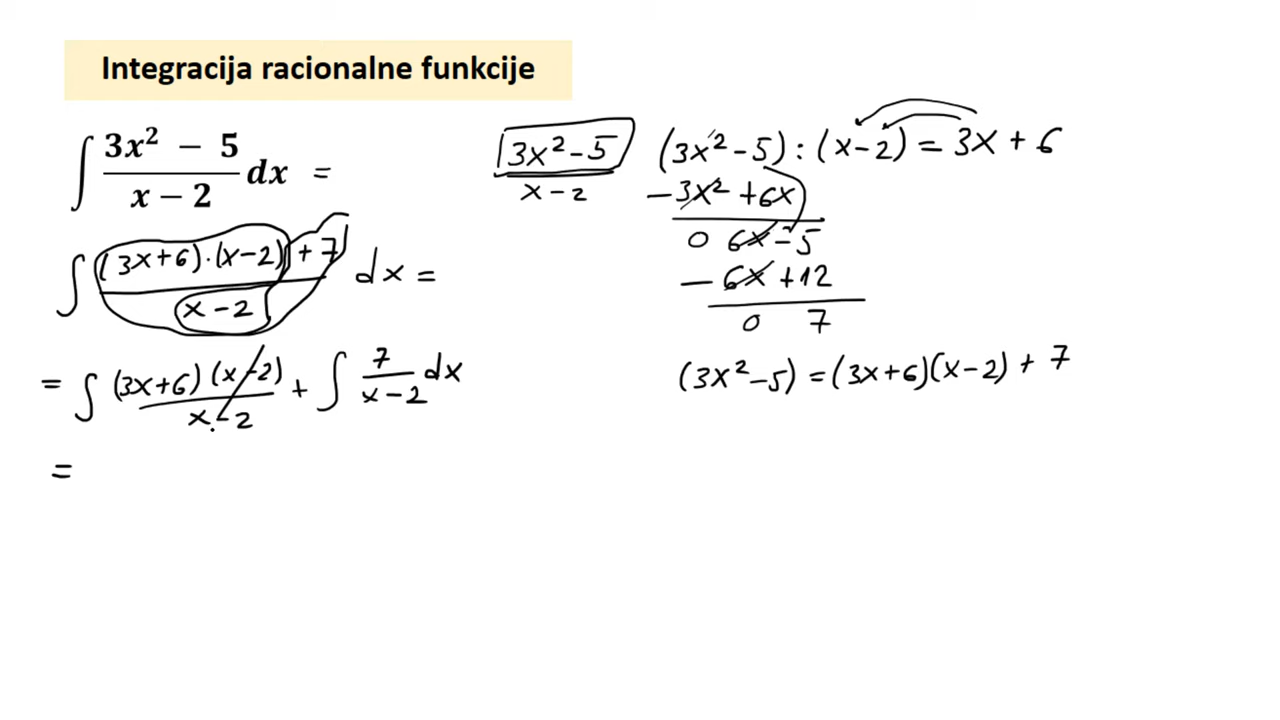 Integracija racionalne funkcije
∫ (3x² − 5)/(x − 2) dx =
(3x² − 5)/(x − 2)
(3x² − 5) : (x − 2) = 3x + 6
− 3x² + 6x
0 6x − 5
− 6x + 12
0 7
(3x² − 5) = (3x + 6)(x − 2) + 7
∫ ((3x + 6) · (x − 2) + 7)/(x − 2) dx =
= ∫ (3x + 6)(x − 2)/(x − 2) + ∫ 7/(x − 2) dx
=